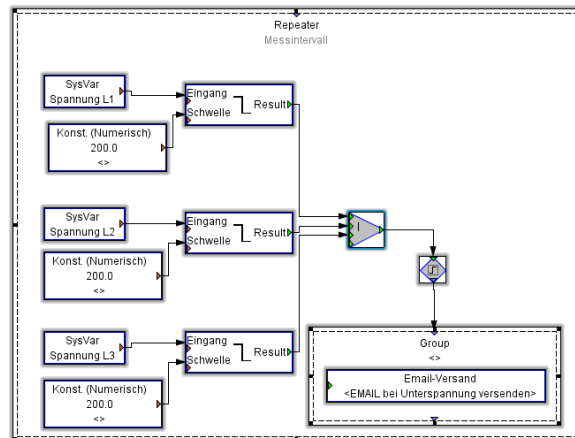 Repeater
Messintervall
SysVar
Spannung L1
Eingang
Schwelle
Result
Konst. (Numerisch)
200.0
<>
SysVar
Spannung L2
Eingang
Schwelle
Result
Konst. (Numerisch)
200.0
<>
SysVar
Spannung L3
Eingang
Schwelle
Result
Konst. (Numerisch)
200.0
<>
I
Group
<>
Email-Versand
<EMAIL bei Unterspannung versenden>